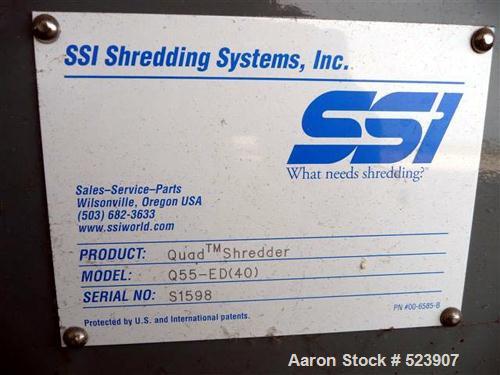 SSI Shredding Systems, Inc.
SSI
What needs shredding?™
Sales–Service–Parts
Wilsonville, Oregon USA
(503) 682-3633
www.ssiworld.com
PRODUCT: Quad™Shredder
MODEL: Q55-ED(40)
SERIAL NO: S1598
PN #00-6585-B
Protected by U.S. and International patents.
Aaron Stock # 523907